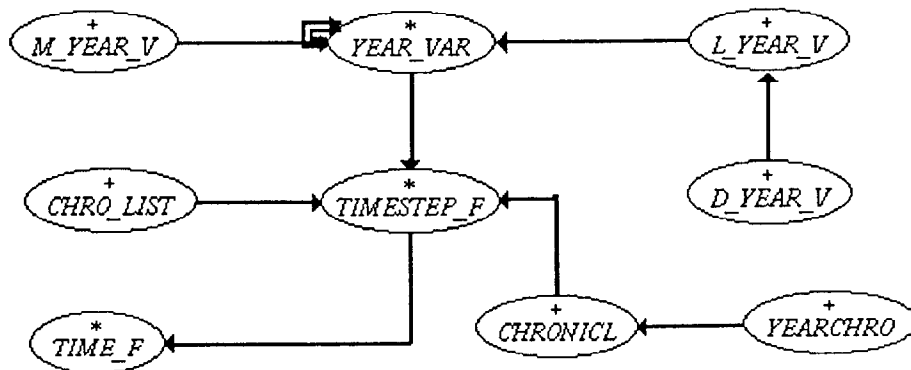 +
M_YEAR_V
*
YEAR_VAR
+
L_YEAR_V
+
CHRO_LIST
*
TIMESTEP_F
+
D_YEAR_V
*
TIME_F
+
CHRONICL
+
YEARCHRO